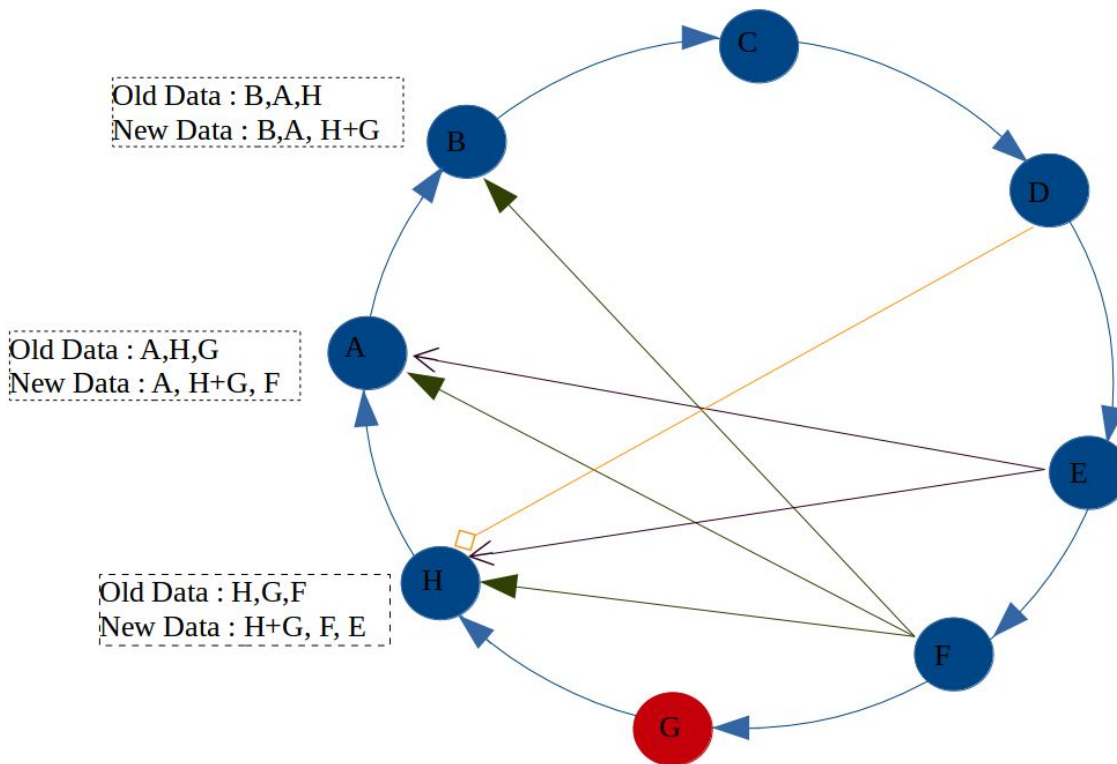 C
Old Data : B,A,H
New Data : B,A, H+G
B
D
A
Old Data : A,H,G
New Data : A, H+G, F
E
H
Old Data : H,G,F
New Data : H+G, F, E
F
G